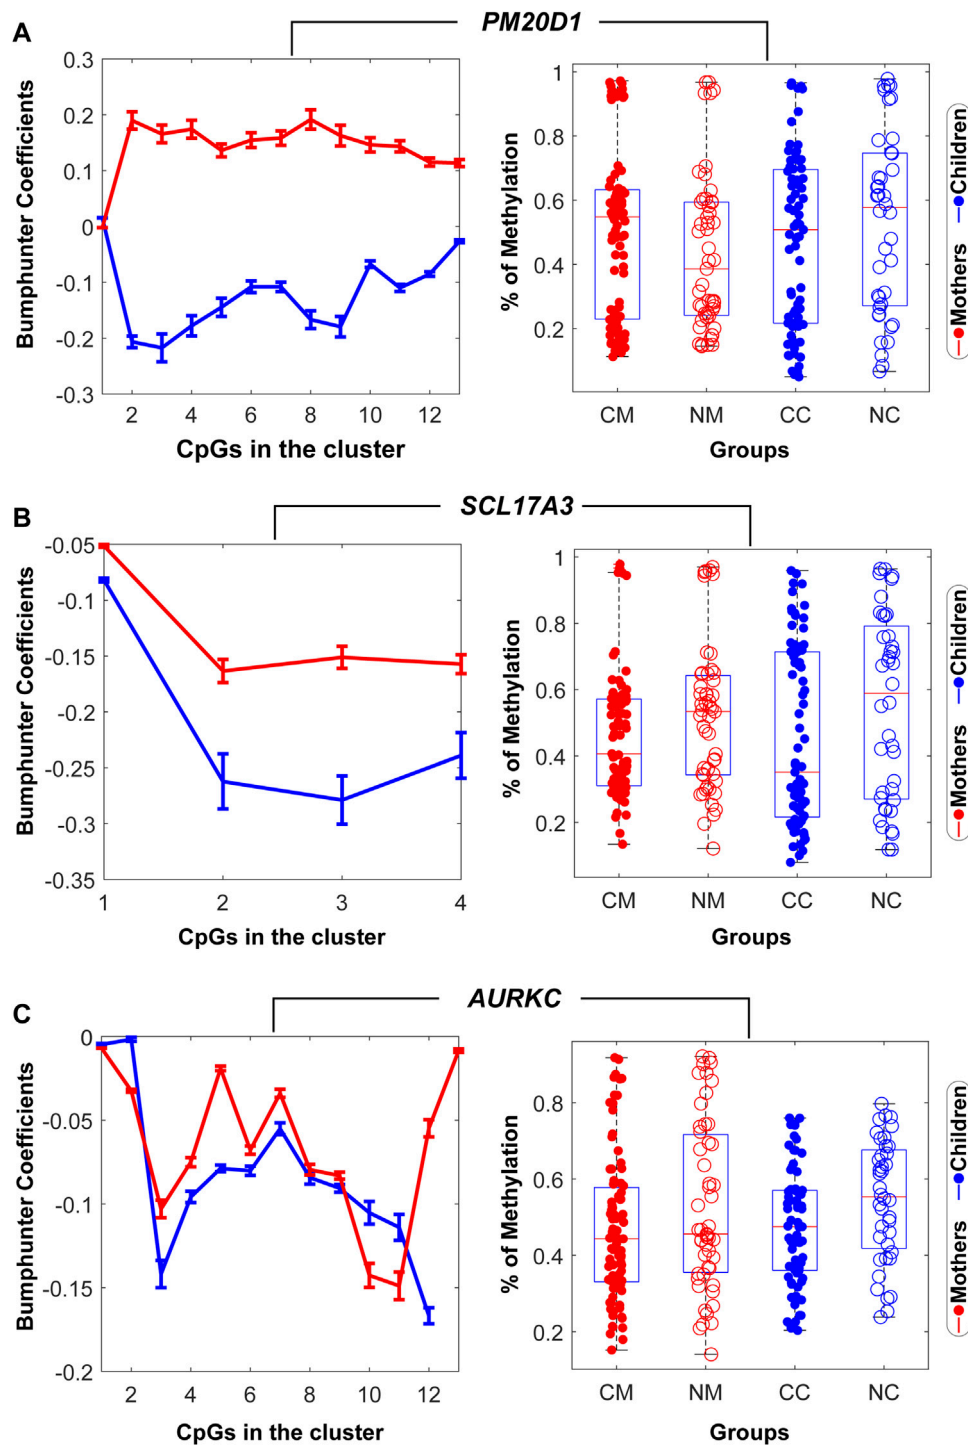 A
PM20D1
Bumphunter Coefficients
0.3
0.2
0.1
0
-0.1
-0.2
-0.3
2 4 6 8 10 12
CpGs in the cluster
% of Methylation
1
0.8
0.6
0.4
0.2
CM NM CC NC
Groups
Mothers Children
B
SCL17A3
Bumphunter Coefficients
-0.05
-0.1
-0.15
-0.2
-0.25
-0.3
-0.35
1 2 3 4
CpGs in the cluster
% of Methylation
1
0.8
0.6
0.4
0.2
CM NM CC NC
Groups
Mothers Children
C
AURKC
Bumphunter Coefficients
0
-0.05
-0.1
-0.15
-0.2
2 4 6 8 10 12
CpGs in the cluster
% of Methylation
0.8
0.6
0.4
0.2
CM NM CC NC
Groups
Mothers Children